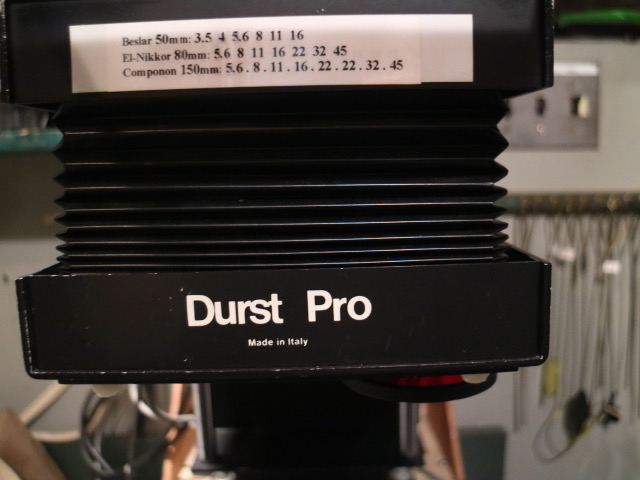 Beslar 50mm: 3.5 4 5.6 8 11 16
El-Nikkor 80mm: 5.6 8 11 16 22 32 45
Componon 150mm: 5.6 . 8 . 11 . 16 . 22 . 22 . 32 . 45
Durst Pro
Made in Italy